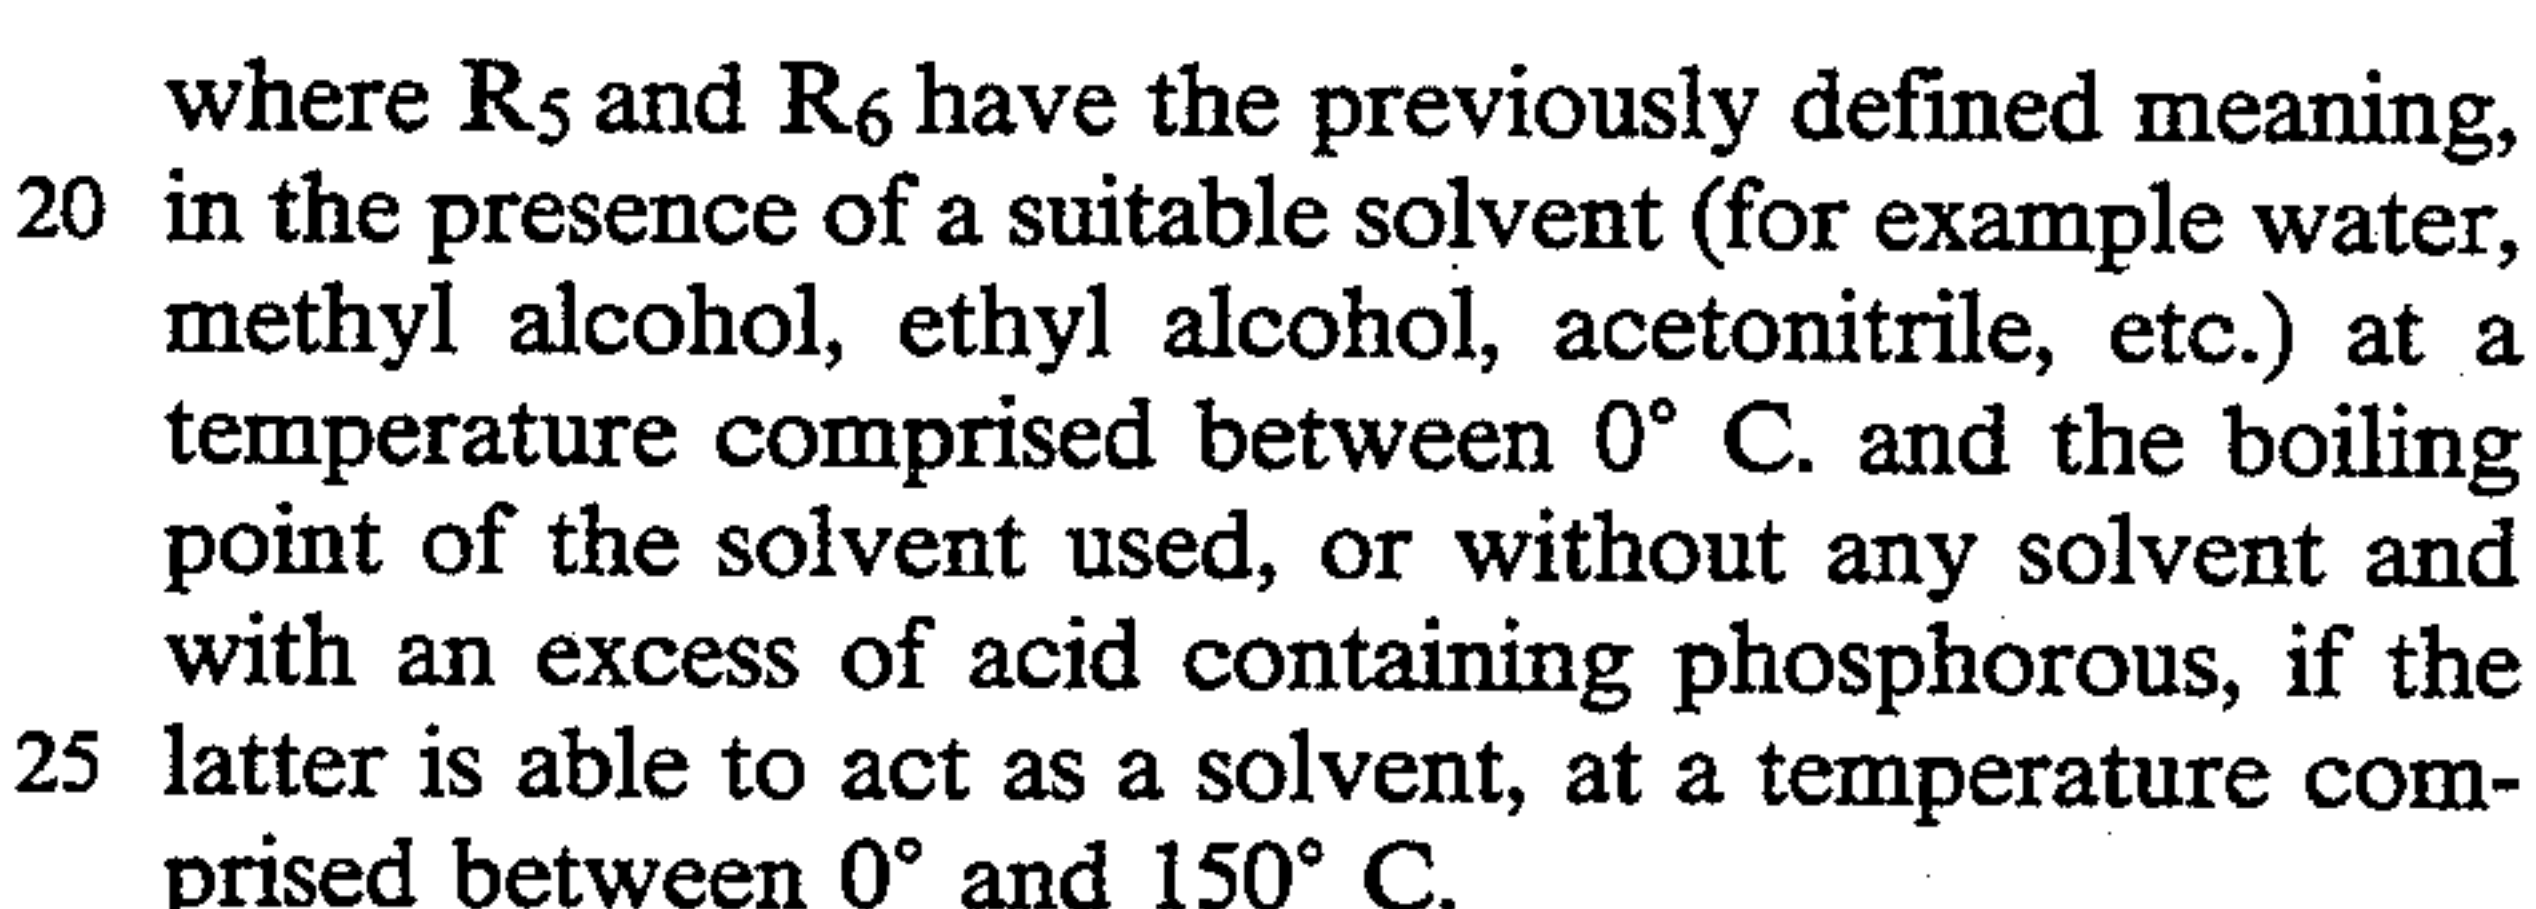 where R5 and R6 have the previously defined meaning,
20 in the presence of a suitable solvent (for example water,
methyl alcohol, ethyl alcohol, acetonitrile, etc.) at a
temperature comprised between 0° C. and the boiling
point of the solvent used, or without any solvent and
with an excess of acid containing phosphorous, if the
25 latter is able to act as a solvent, at a temperature com-
prised between 0° and 150° C.